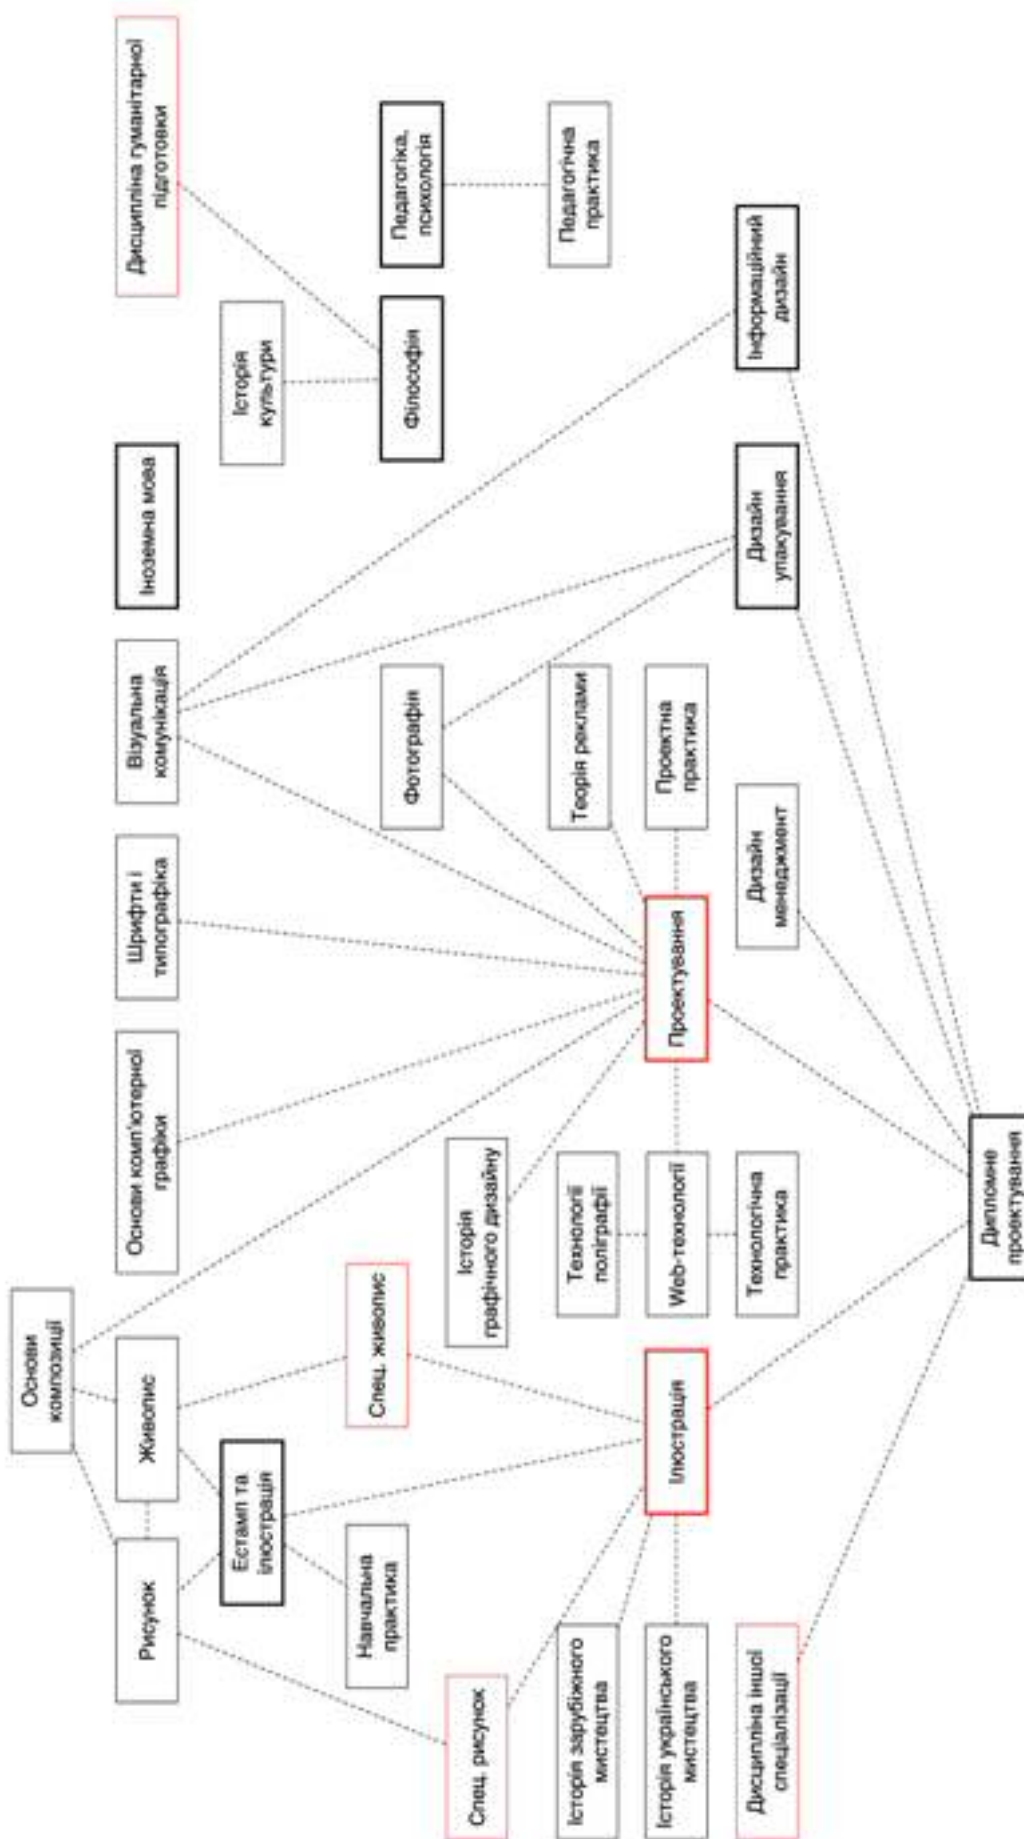 Основи
композиції
Рисунок
Живопис
Основи комп'ютерної
графіки
Шрифти і
типографіка
Візуальна
комунікація
Іноземна мова
Дисципліна гуманітарної
підготовки
Естамп та
ілюстрація
Історія
культури
Навчальна
практика
Спец. живопис
Фотографія
Філософія
Педагогіка,
психологія
Спец. рисунок
Історія
графічного дизайну
Історія зарубіжного
мистецтва
Технології
поліграфії
Теорія реклами
Педагогічна
практика
Історія українського
мистецтва
Ілюстрація
Web-технології
Проектування
Проектна
практика
Дисципліна іншої
спеціалізації
Технологічна
практика
Дизайн
менеджмент
Дизайн
упакування
Інформаційний
дизайн
Дипломне
проектування